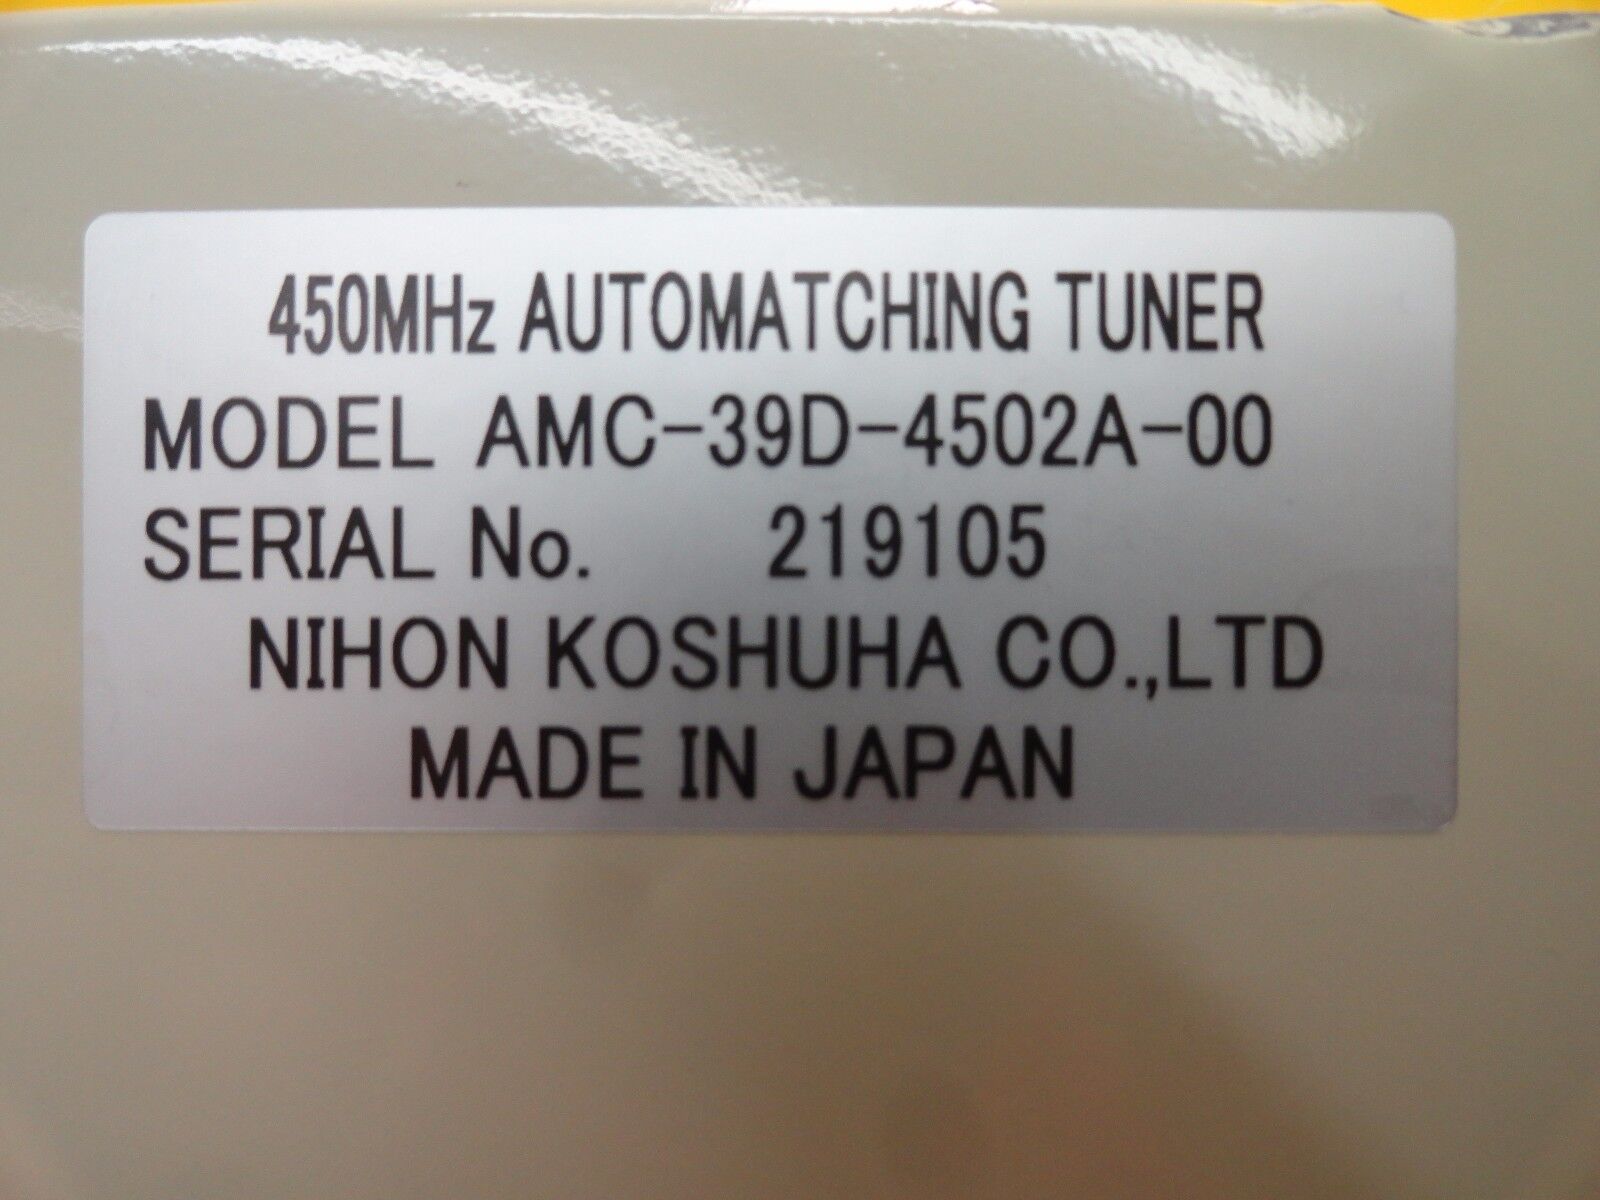 450MHz AUTOMATCHING TUNER
MODEL AMC-39D-4502A-00
SERIAL No. 219105
NIHON KOSHUHA CO.,LTD
MADE IN JAPAN